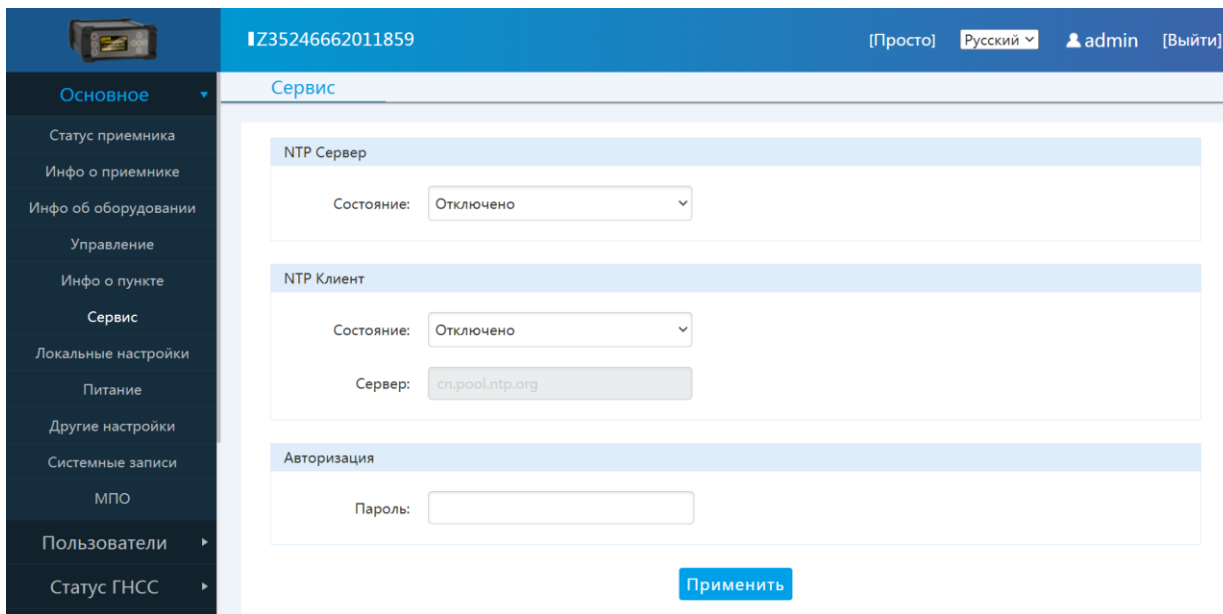 IZ35246662011859
[Просто]
Русский
admin
[Выйти]
Основное
Сервис
Статус приемника
Инфо о приемнике
Инфо об оборудовании
Управление
Инфо о пункте
Сервис
Локальные настройки
Питание
Другие настройки
Системные записи
МПО
Пользователи
Статус ГНСС
NTP Сервер
Состояние: Отключено
NTP Клиент
Состояние: Отключено
Сервер: cn.pool.ntp.org
Авторизация
Пароль:
Применить